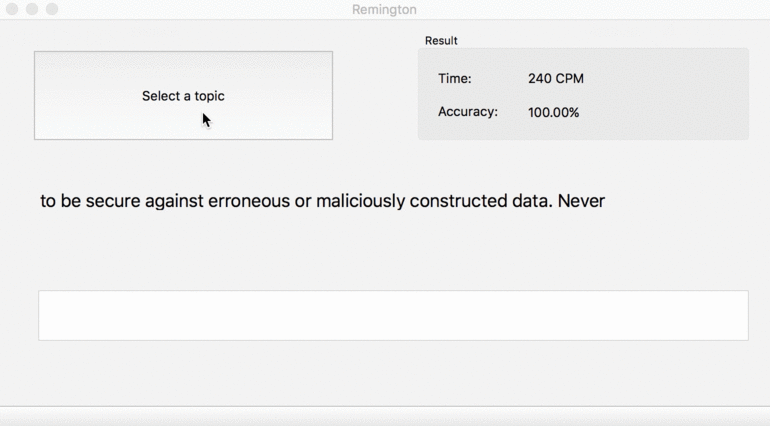 Remington
Select a topic
Result
Time: 240 CPM
Accuracy: 100.00%
to be secure against erroneous or maliciously constructed data. Never